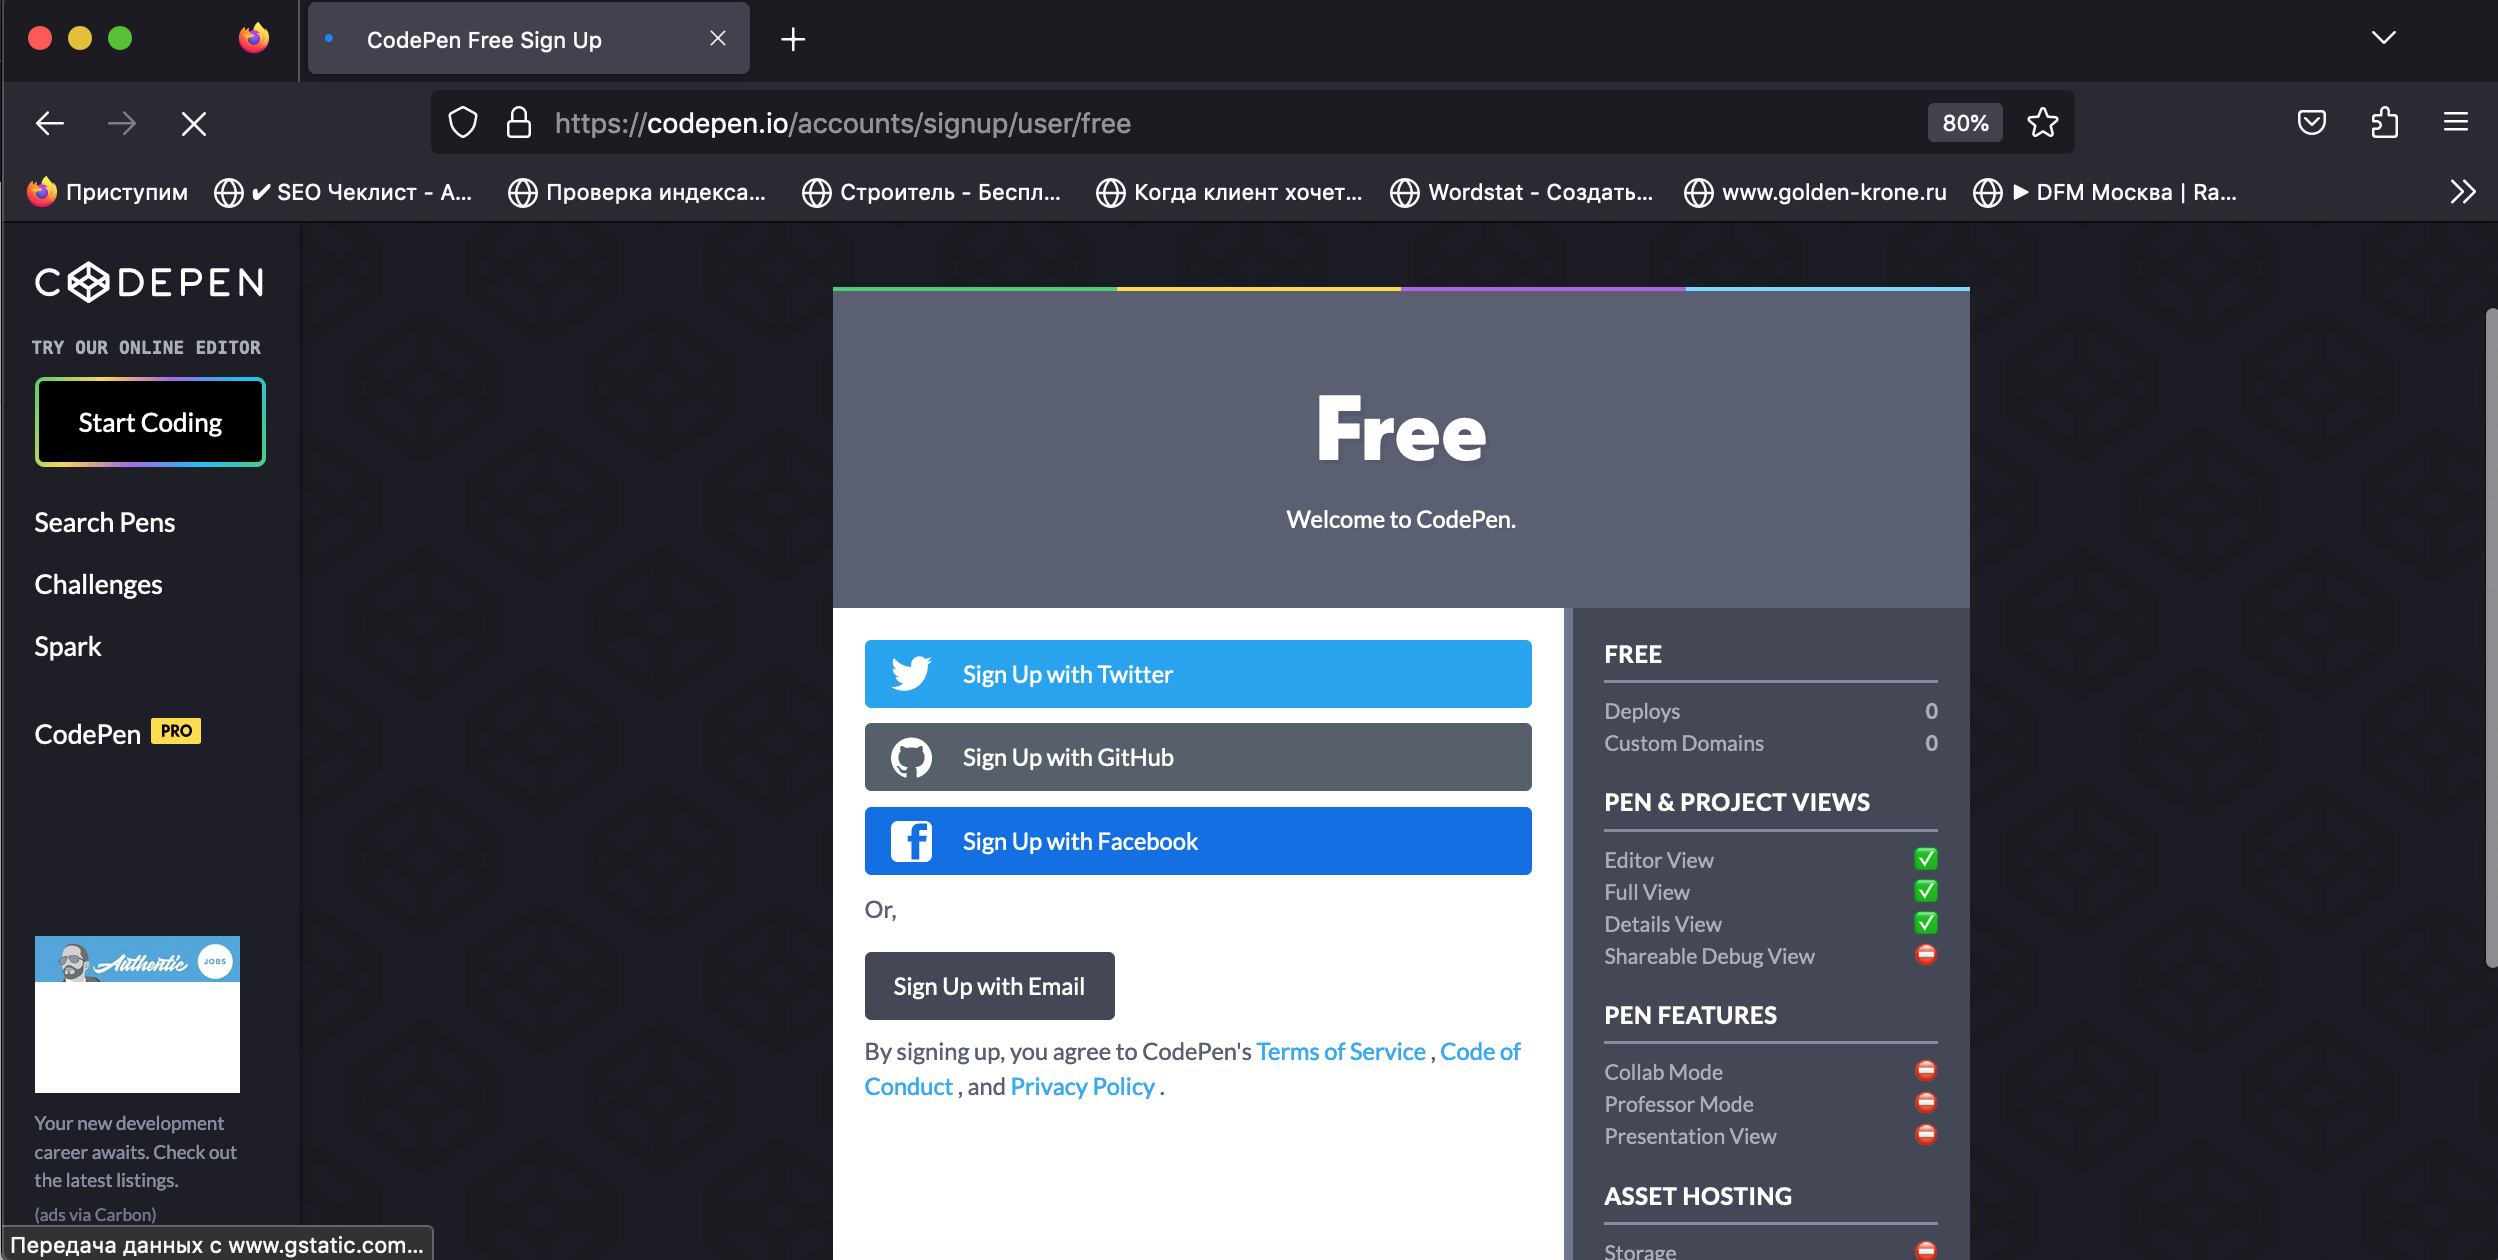 CodePen Free Sign Up
https://codepen.io/accounts/signup/user/free
80%
Приступим
✔ SEO Чеклист - А...
Проверка индекса...
Строитель - Беспл...
Когда клиент хочет...
Wordstat - Создать...
www.golden-krone.ru
▶ DFM Москва | Ra...
CODEPEN
TRY OUR ONLINE EDITOR
Start Coding
Search Pens
Challenges
Spark
CodePen PRO
Authentic JOBS
Your new development
career awaits. Check out
the latest listings.
(ads via Carbon)
Передача данных с www.gstatic.com...
Free
Welcome to CodePen.
Sign Up with Twitter
Sign Up with GitHub
Sign Up with Facebook
Or,
Sign Up with Email
By signing up, you agree to CodePen's Terms of Service , Code of
Conduct , and Privacy Policy .
FREE
Deploys 0
Custom Domains 0
PEN & PROJECT VIEWS
Editor View ✅
Full View ✅
Details View ✅
Shareable Debug View ⛔
PEN FEATURES
Collab Mode ⛔
Professor Mode ⛔
Presentation View ⛔
ASSET HOSTING
Storage ⛔